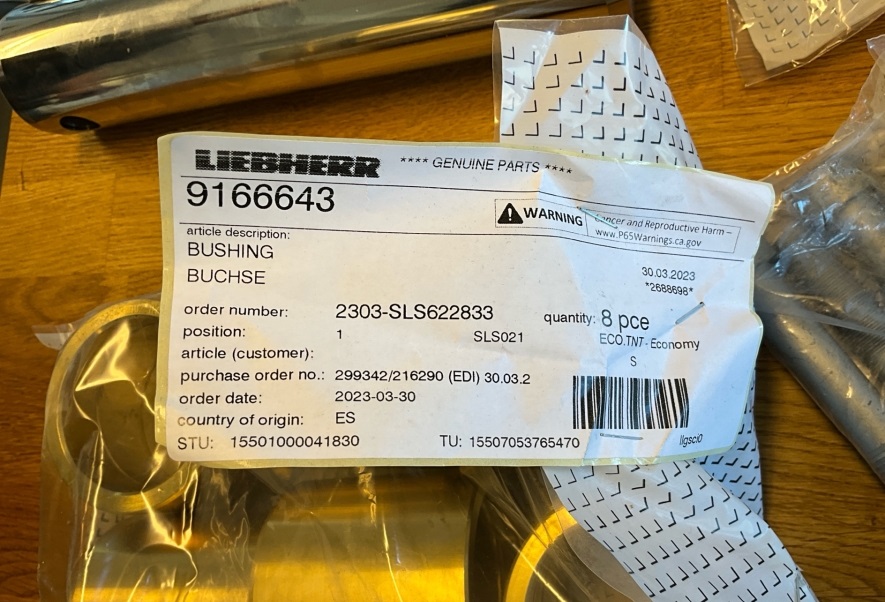 LIEBHERR **** GENUINE PARTS ****
9166643
WARNING Cancer and Reproductive Harm –
www.P65Warnings.ca.gov
article description:
BUSHING
BUCHSE
30.03.2023
*2688698*
order number: 2303-SLS622833 quantity: 8 pce
position: 1 SLS021 ECO.TNT-Economy
article (customer): S
purchase order no.: 299342/216290 (EDI) 30.03.2
order date: 2023-03-30
country of origin: ES
STU: 15501000041830 TU: 15507053765470 llgsci0